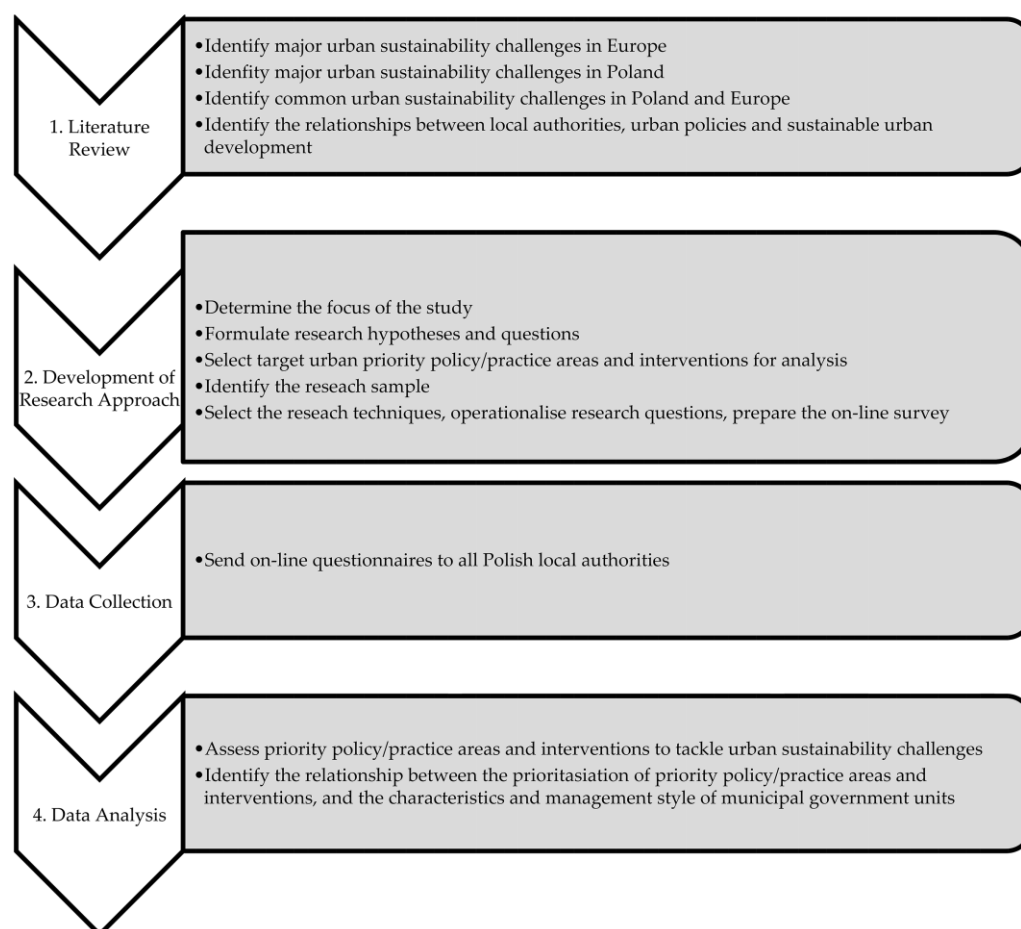 1. Literature
Review
•Identify major urban sustainability challenges in Europe
•Idenfity major urban sustainability challenges in Poland
•Identify common urban sustainability challenges in Poland and Europe
•Identify the relationships between local authorities, urban policies and sustainable urban
development
2. Development of
Research Approach
•Determine the focus of the study
•Formulate research hypotheses and questions
•Select target urban priority policy/practice areas and interventions for analysis
•Identify the reseach sample
•Select the reseach techniques, operationalise research questions, prepare the on-line survey
3. Data Collection
•Send on-line questionnaires to all Polish local authorities
4. Data Analysis
•Assess priority policy/practice areas and interventions to tackle urban sustainability challenges
•Identify the relationship between the prioritasiation of priority policy/practice areas and
interventions, and the characteristics and management style of municipal government units